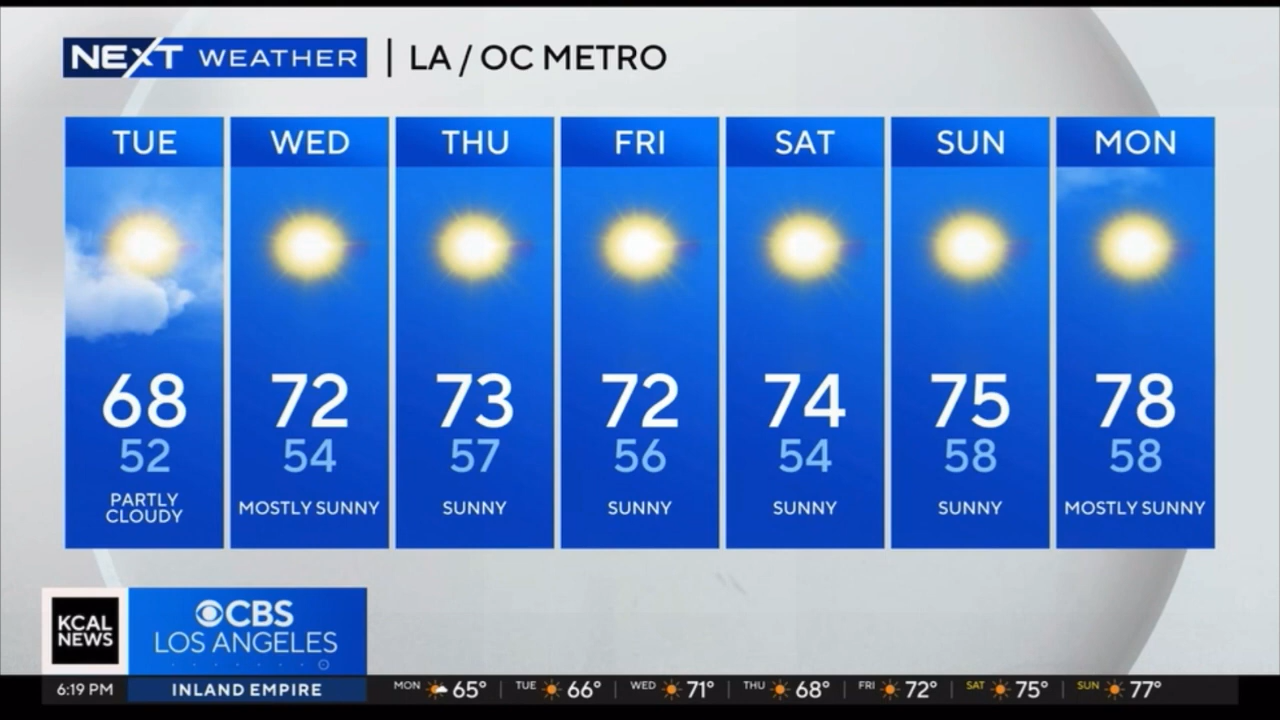 NEXT WEATHER | LA / OC METRO
TUE WED THU FRI SAT SUN MON
68 72 73 72 74 75 78
52 54 57 56 54 58 58
PARTLY
CLOUDY
MOSTLY SUNNY
SUNNY
SUNNY
SUNNY
SUNNY
MOSTLY SUNNY
KCAL
NEWS
CBS
LOS ANGELES
6:19 PM INLAND EMPIRE MON 65° TUE 66° WED 71° THU 68° FRI 72° SAT 75° SUN 77°